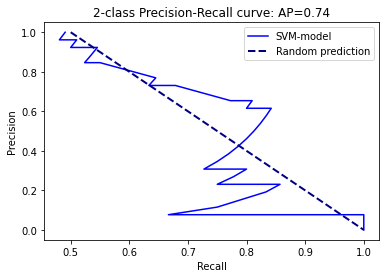 2-class Precision-Recall curve: AP=0.74
SVM-model
Random prediction
Precision
1.0
0.8
0.6
0.4
0.2
0.0
0.5
0.6
0.7
0.8
0.9
1.0
Recall